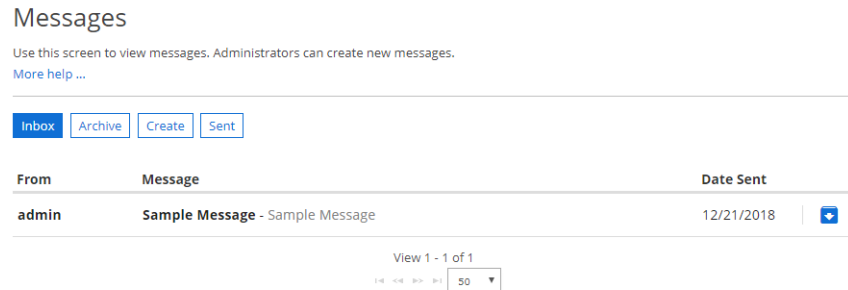 Messages
Use this screen to view messages. Administrators can create new messages.
More help ...
Inbox Archive Create Sent
From Message Date Sent
admin Sample Message - Sample Message 12/21/2018
View 1 - 1 of 1
50